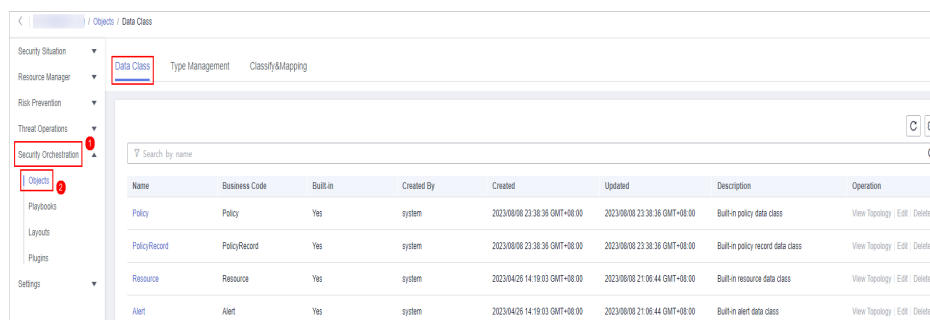 / Objects / Data Class
Security Situation
Resource Manager
Risk Prevention
Threat Operations
Security Orchestration
1
Objects
2
Playbooks
Layouts
Plugins
Settings
Data Class Type Management Classify&Mapping
Search by name
Name Business Code Built-in Created By Created Updated Description Operation
Policy Policy Yes system 2023/08/08 23:38:36 GMT+08:00 2023/08/08 23:38:36 GMT+08:00 Built-in policy data class View Topology | Edit | Delete
PolicyRecord PolicyRecord Yes system 2023/08/08 23:38:36 GMT+08:00 2023/08/08 23:38:36 GMT+08:00 Built-in policy record data class View Topology | Edit | Delete
Resource Resource Yes system 2023/04/26 14:19:03 GMT+08:00 2023/08/08 21:06:44 GMT+08:00 Built-in resource data class View Topology | Edit | Delete
Alert Alert Yes system 2023/04/26 14:19:03 GMT+08:00 2023/08/08 21:06:44 GMT+08:00 Built-in alert data class View Topology | Edit | Delete